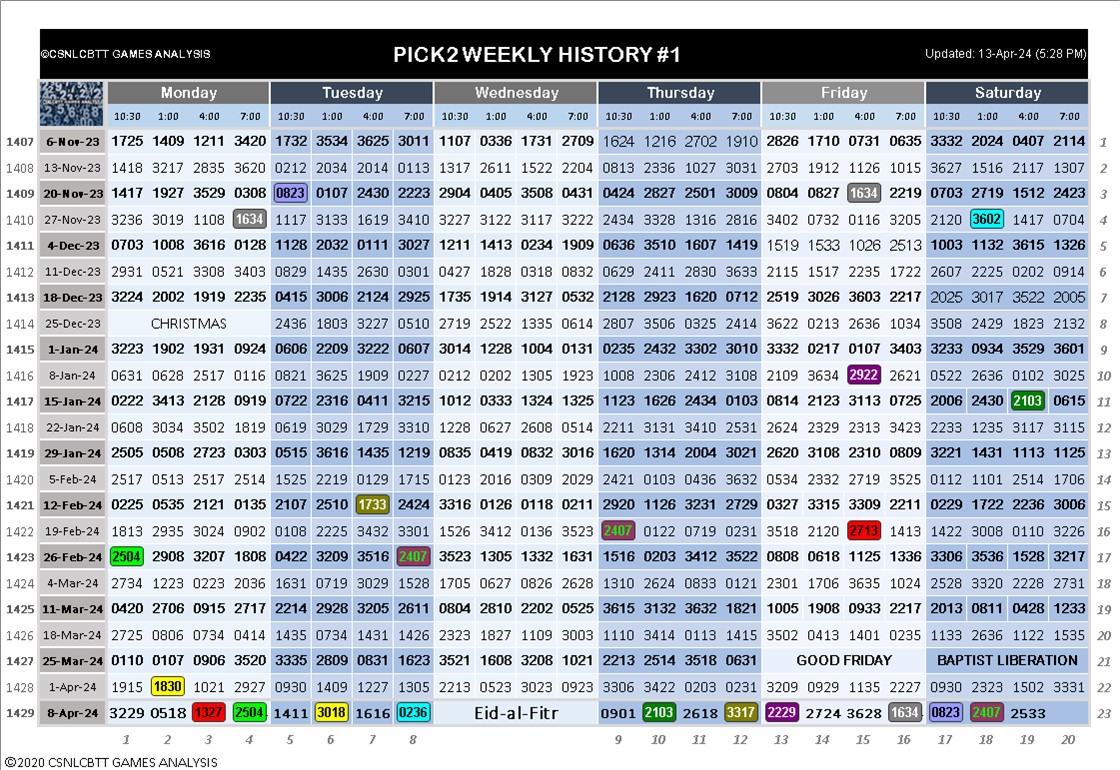 ©CSNLCBTT GAMES ANALYSIS PICK2 WEEKLY HISTORY #1 Updated: 13-Apr-24 (5:28 PM)
Monday Tuesday Wednesday Thursday Friday Saturday
10:30 1:00 4:00 7:00 10:30 1:00 4:00 7:00 10:30 1:00 4:00 7:00 10:30 1:00 4:00 7:00 10:30 1:00 4:00 7:00 10:30 1:00 4:00 7:00
1407 6-Nov-23 1725 1409 1211 3420 1732 3534 3625 3011 1107 0336 1731 2709 1624 1216 2702 1910 2826 1710 0731 0635 3332 2024 0407 2114 1
1408 13-Nov-23 1418 3217 2835 3620 0212 2034 2014 0113 1317 2611 1522 2204 0813 2336 1027 3031 2703 1912 1126 1015 3627 1516 2117 1307 2
1409 20-Nov-23 1417 1927 3529 0308 0823 0107 2430 2223 2904 0405 3508 0431 0424 2827 2501 3009 0804 0827 1634 2219 0703 2719 1512 2423 3
1410 27-Nov-23 3236 3019 1108 1634 1117 3133 1619 3410 3227 3122 3117 3222 2434 3328 1316 2816 3402 0732 0116 3205 2120 3602 1417 0704 4
1411 4-Dec-23 0703 1008 3616 0128 1128 2032 0111 3027 1211 1413 0234 1909 0636 3510 1607 1419 1519 1533 1026 2513 1003 1132 3615 1326 5
1412 11-Dec-23 2931 0521 3308 3403 0829 1435 2630 0301 0427 1828 0318 0832 0629 2411 2830 3633 2115 1517 2235 1722 2607 2225 0202 0914 6
1413 18-Dec-23 3224 2002 1919 2235 0415 3006 2124 2925 1735 1914 3127 0532 2128 2923 1620 0712 2519 3026 3603 2217 2025 3017 3522 2005 7
1414 25-Dec-23 CHRISTMAS 2436 1803 3227 0510 2719 2522 1335 0614 2807 3506 0325 2414 3622 0213 2636 1034 3508 2429 1823 2132 8
1415 1-Jan-24 3223 1902 1931 0924 0606 2209 3222 0607 3014 1228 1004 0131 0235 2432 3302 3010 3332 0217 0107 3403 3233 0934 3529 3601 9
1416 8-Jan-24 0631 0628 2517 0116 0821 3625 1909 0227 0212 0202 1305 1923 1008 2306 2412 3108 2109 3634 2922 2621 0522 2636 0102 3025 10
1417 15-Jan-24 0222 3413 2128 0919 0722 2316 0411 3215 1012 0333 1324 1325 1123 1626 2434 0103 0814 2123 3113 0725 2006 2430 2103 0615 11
1418 22-Jan-24 0608 3034 3502 1819 0619 3029 1729 3310 1228 0627 2608 0514 2211 3131 3410 2531 2624 2329 2313 3423 2233 1235 3117 3115 12
1419 29-Jan-24 2505 0508 2723 0303 0515 3616 1435 1219 0835 0419 0832 3016 1620 1314 2004 3021 2620 3108 2310 0809 3221 1431 1113 1125 13
1420 5-Feb-24 2517 0513 2517 2514 1525 2219 0129 1715 0123 2016 0309 2929 2421 0103 0436 3632 0534 2332 2719 3525 0112 1101 2514 1706 14
1421 12-Feb-24 0225 0535 2121 0135 2107 2510 1733 2424 3316 0126 0118 0211 2920 1126 3231 2729 0327 3315 3309 2211 0229 1722 2236 3006 15
1422 19-Feb-24 1813 2935 3024 0902 0108 2225 3432 3301 1526 3412 0136 3523 2407 0122 0719 0231 3518 2120 2713 1413 1422 3008 0110 3226 16
1423 26-Feb-24 2504 2908 3207 1808 0422 3209 3516 2407 3523 1305 1332 1631 1516 0203 3412 3522 0808 0618 1125 1336 3306 3536 1528 3217 17
1424 4-Mar-24 2734 1223 0223 2036 1631 0719 3029 1528 1705 0627 0826 2628 1310 2624 0833 0121 2301 1706 3635 1024 2528 3320 2228 2731 18
1425 11-Mar-24 0420 2706 0915 2717 2214 2928 3205 2611 0804 2810 2202 0525 3615 3132 3632 1821 1005 1908 0933 2217 2013 0811 0428 1233 19
1426 18-Mar-24 2725 0806 0734 0414 1435 0734 1431 1426 2323 1827 1109 3003 1110 3414 0113 1415 3502 0413 1401 0235 1133 2636 1122 1535 20
1427 25-Mar-24 0110 0107 0906 3520 3335 2809 0831 1623 3521 1608 3208 1021 2213 2514 3518 0631 GOOD FRIDAY BAPTIST LIBERATION 21
1428 1-Apr-24 1915 1830 1021 2927 0930 1409 1227 1305 2213 0523 3023 0923 3306 3422 0203 0231 3209 0929 1135 2227 0930 2323 1502 3331 22
1429 8-Apr-24 3229 0518 1327 2504 1411 3018 1616 0236 Eid-al-Fitr 0901 2103 2618 3317 2229 2724 3628 1634 0823 2407 2533 23
1 2 3 4 5 6 7 8 9 10 11 12 13 14 15 16 17 18 19 20
©2020 CSNLCBTT GAMES ANALYSIS